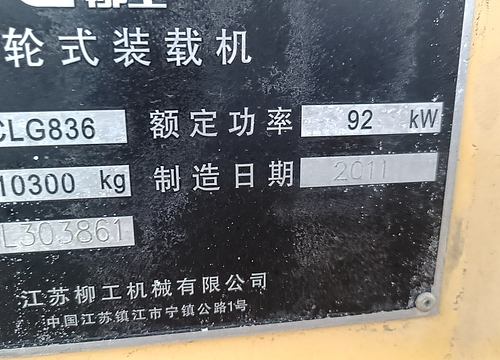 柳工
轮式装载机
CLG836 额定功率 92 kW
10300 kg 制造日期 2011
L303861
江苏柳工机械有限公司
中国江苏镇江市宁镇公路1号